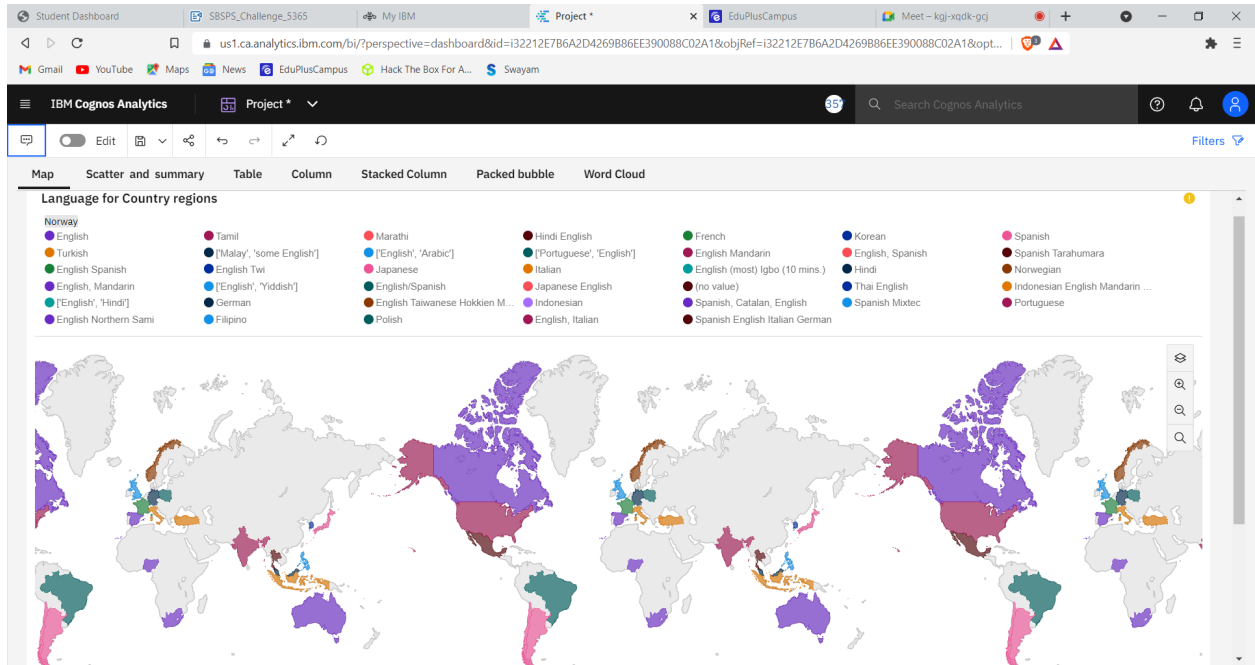 Student Dashboard SBSPS_Challenge_5365 My IBM Project * EduPlusCampus Meet – kgj-xqdk-gcj
us1.ca.analytics.ibm.com/bi/?perspective=dashboard&id=i32212E7B6A2D4269B86EE390088C02A1&objRef=i32212E7B6A2D4269B86EE390088C02A1&opt...
Gmail YouTube Maps News EduPlusCampus Hack The Box For A... Swayam
IBM Cognos Analytics Project * 35? Search Cognos Analytics
Edit Filters
Map Scatter and summary Table Column Stacked Column Packed bubble Word Cloud
Language for Country regions
Norway
English Tamil Marathi Hindi English French Korean Spanish
Turkish ['Malay', 'some English'] ['English', 'Arabic'] ['Portuguese', 'English'] English Mandarin English, Spanish Spanish Tarahumara
English Spanish English Twi Japanese Italian English (most) Igbo (10 mins.) Hindi Norwegian
English, Mandarin ['English', 'Yiddish'] English/Spanish Japanese English (no value) Thai English Indonesian English Mandarin ...
['English', 'Hindi'] German English Taiwanese Hokkien M... Indonesian Spanish, Catalan, English Spanish Mixtec Portuguese
English Northern Sami Filipino Polish English, Italian Spanish English Italian German